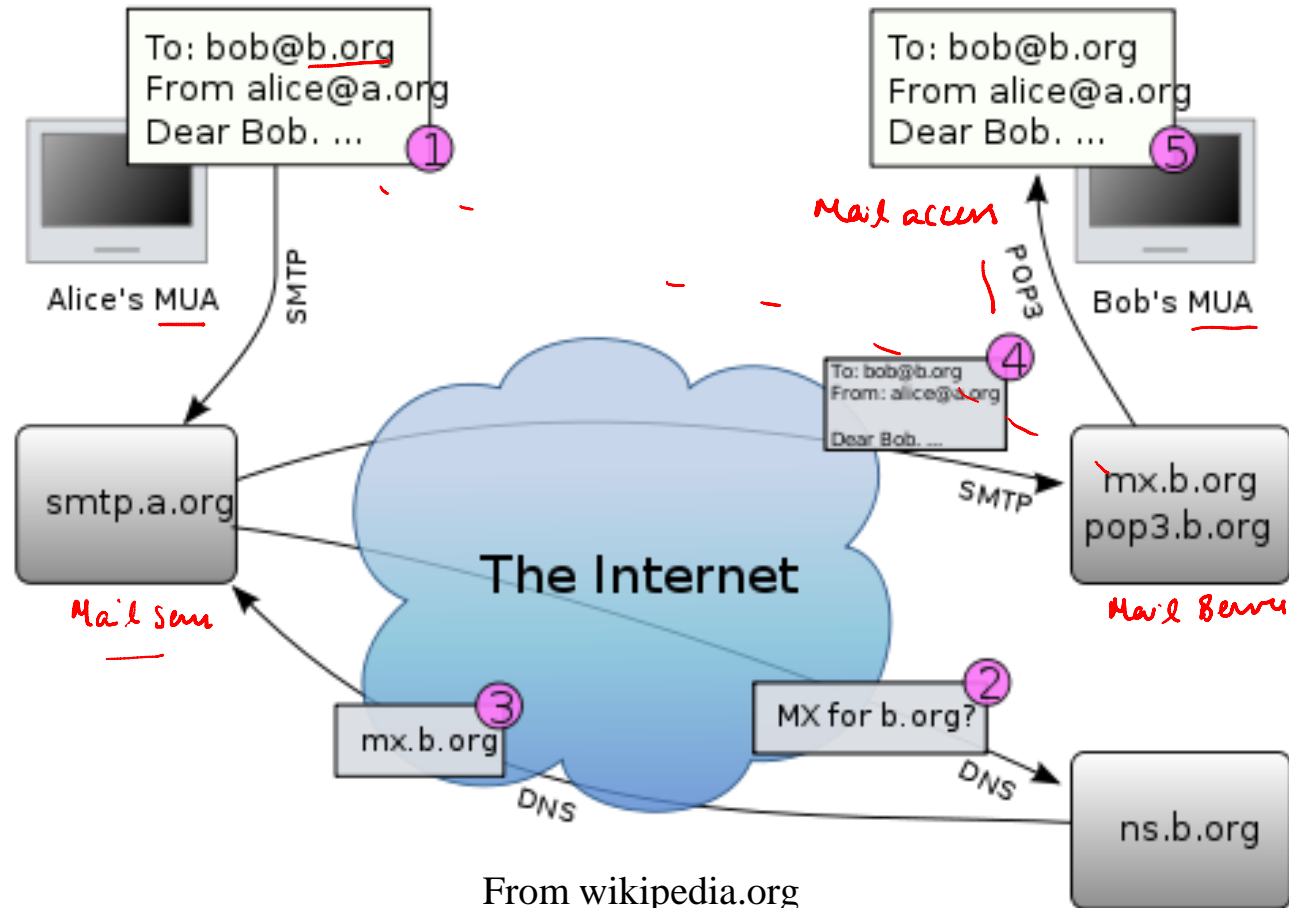 To: bob@b.org
From alice@a.org
Dear Bob. ...
1
To: bob@b.org
From alice@a.org
Dear Bob. ...
5
Mail access
SMTP
POP3
Alice's MUA
Bob's MUA
4
To: bob@b.org
From: alice@a.org
Dear Bob. ...
smtp.a.org
SMTP
mx.b.org
pop3.b.org
The Internet
Mail
Mail
3
mx.b.org
2
MX for b.org?
DNS
DNS
ns.b.org
From wikipedia.org